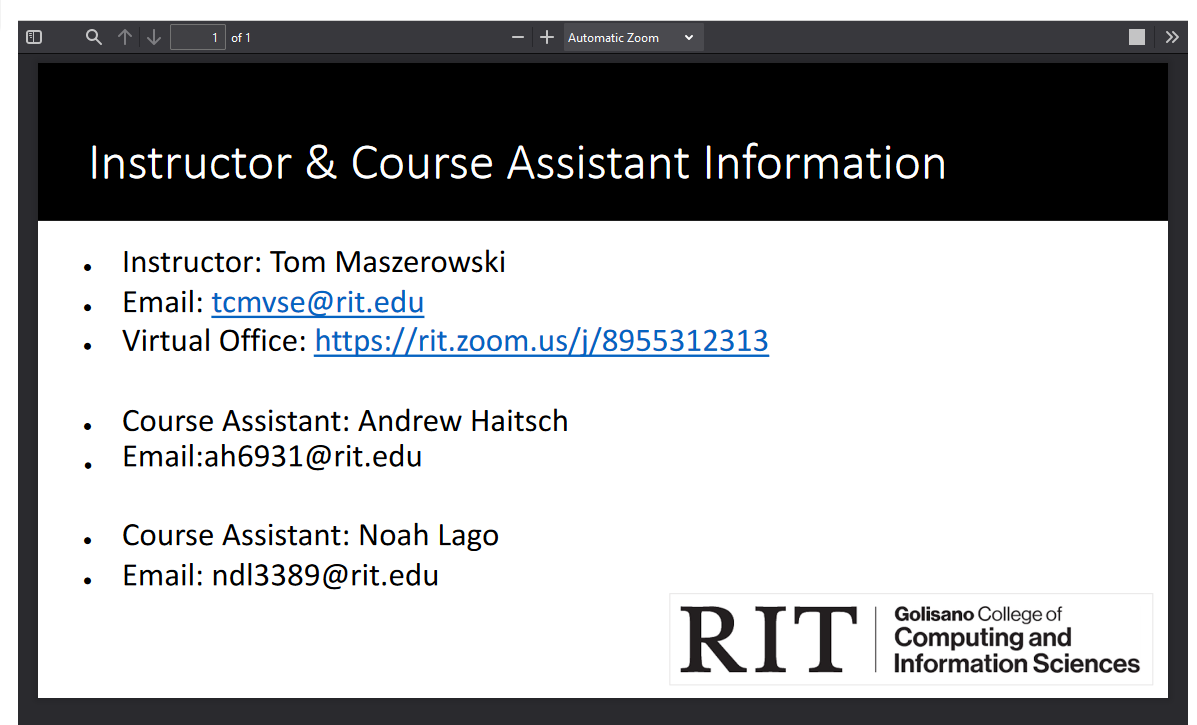 1 of 1 Automatic Zoom
Instructor & Course Assistant Information
• Instructor: Tom Maszerowski
• Email: tcmvse@rit.edu
• Virtual Office: https://rit.zoom.us/j/8955312313
• Course Assistant: Andrew Haitsch
• Email:ah6931@rit.edu
• Course Assistant: Noah Lago
• Email: ndl3389@rit.edu
RIT
Golisano College of
Computing and
Information Sciences